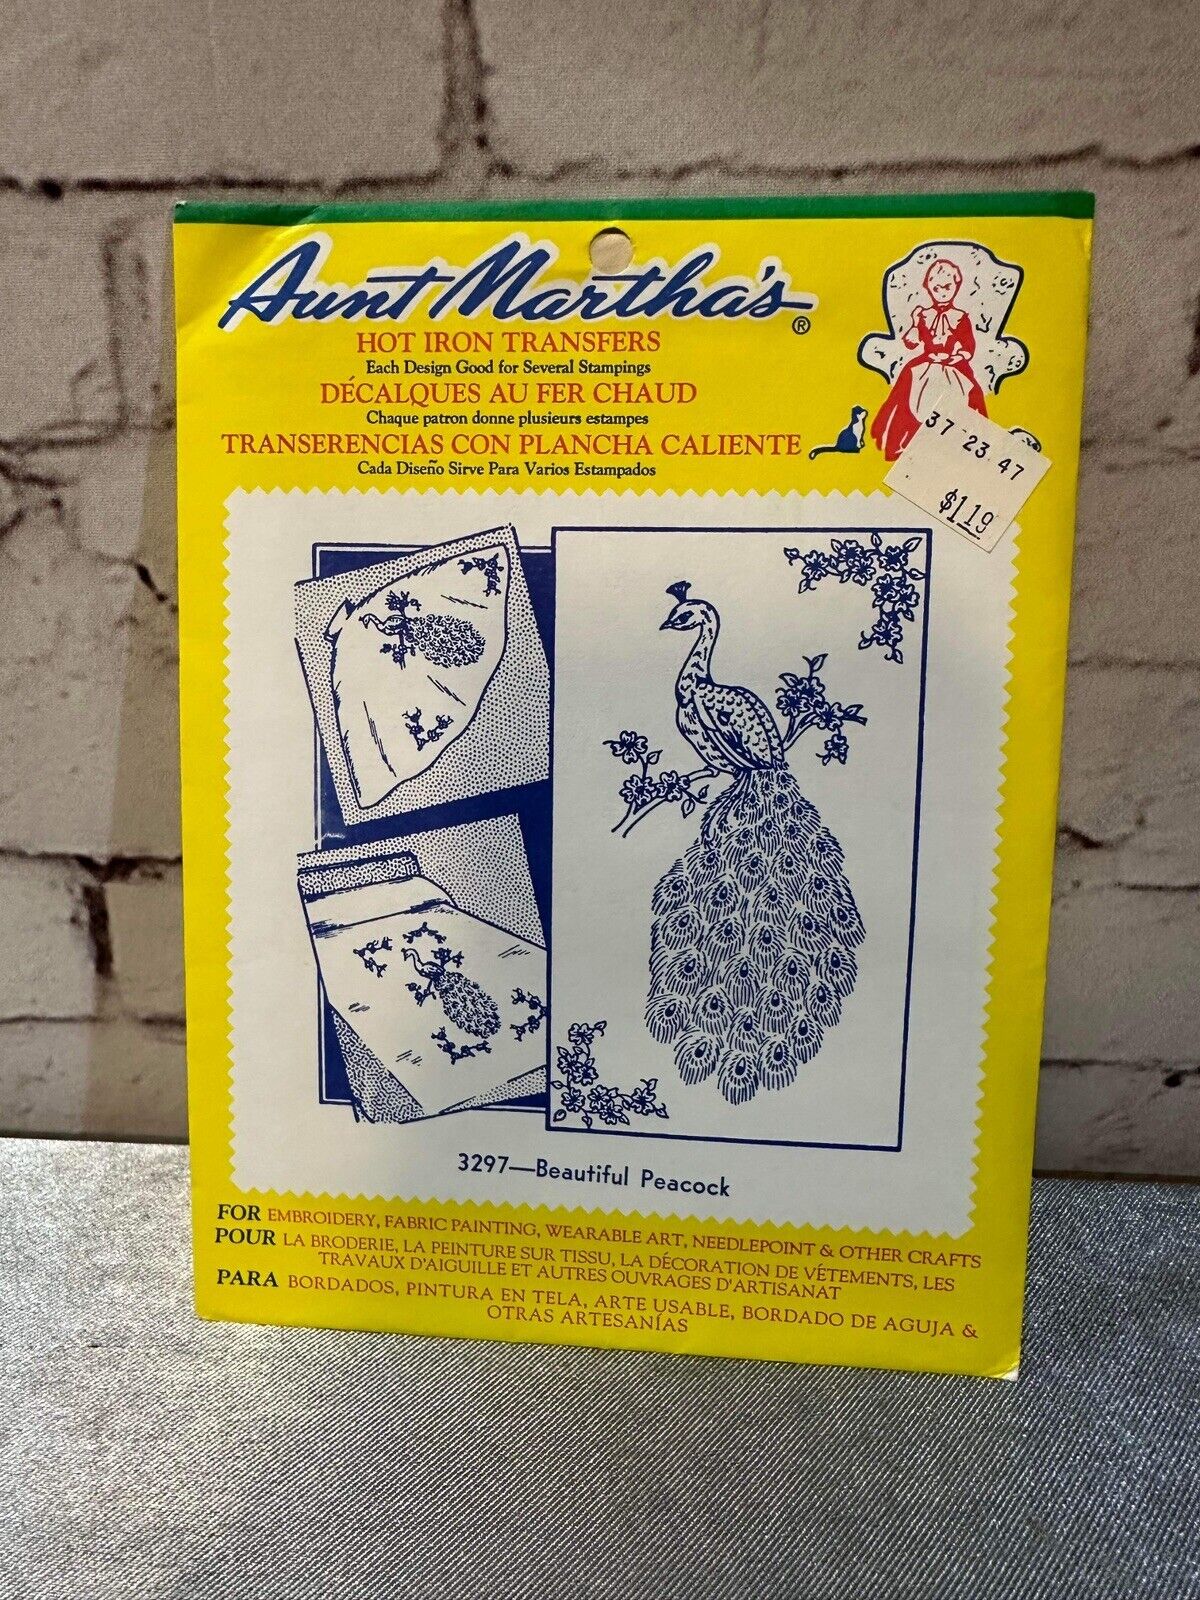 Aunt Martha's®
HOT IRON TRANSFERS
Each Design Good for Several Stampings
DÉCALQUES AU FER CHAUD
Chaque patron donne plusieurs estampes
TRANSERENCIAS CON PLANCHA CALIENTE
Cada Diseño Sirve Para Varios Estampados
37 23 47
$1.19
3297—Beautiful Peacock
FOR EMBROIDERY, FABRIC PAINTING, WEARABLE ART, NEEDLEPOINT & OTHER CRAFTS
POUR LA BRODERIE, LA PEINTURE SUR TISSU, LA DÉCORATION DE VÉTEMENTS, LES
TRAVAUX D'AIGUILLE ET AUTRES OUVRAGES D'ARTISANAT
PARA BORDADOS, PINTURA EN TELA, ARTE USABLE, BORDADO DE AGUJA &
OTRAS ARTESANÍAS